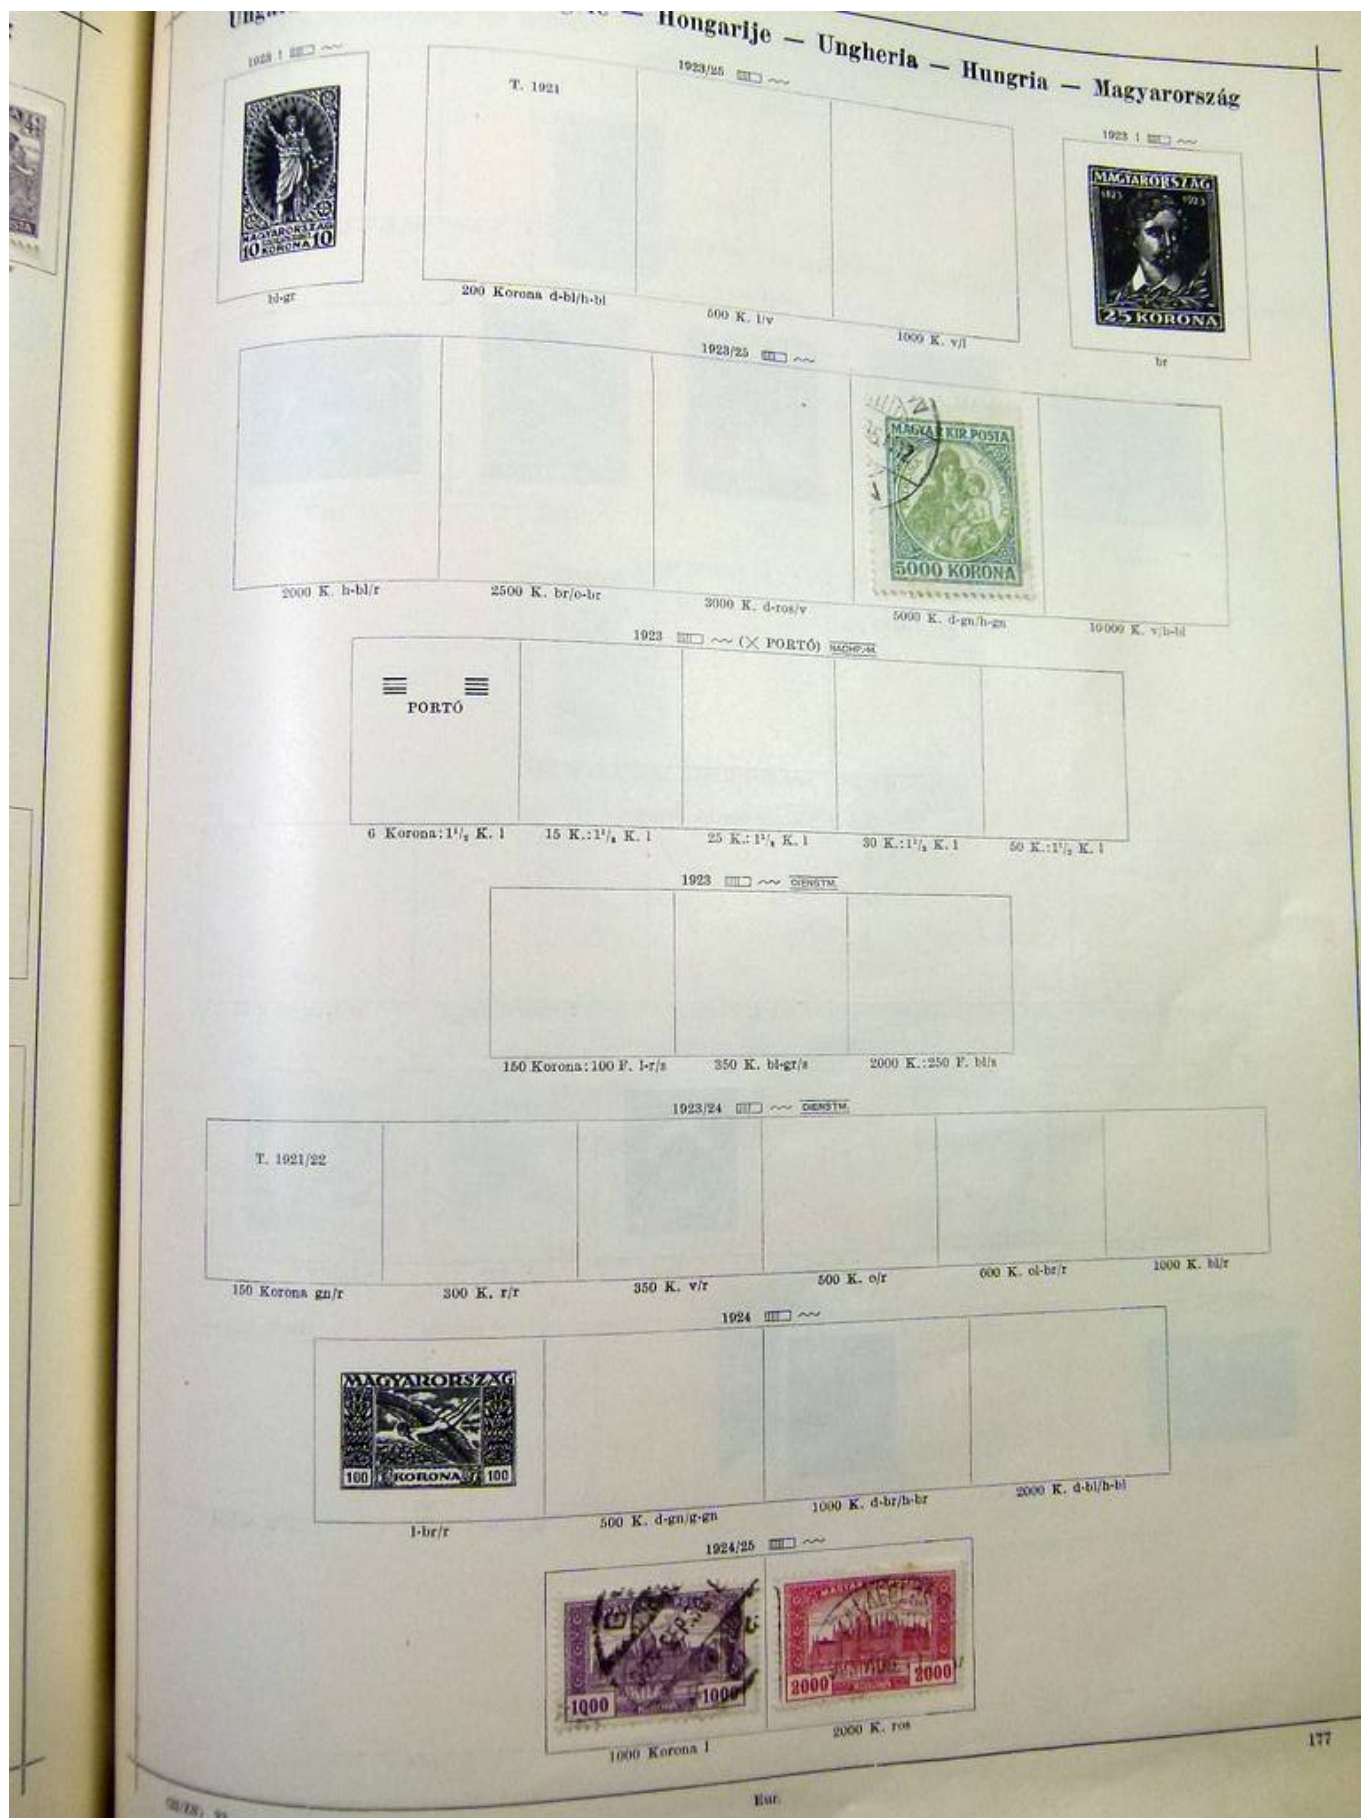 — Hongarije — Ungheria — Hungria — Magyarország
1923
T. 1921
1923/25
1923
MAGYARORSZÁG
10 KORONA 10
MAGYARORSZÁG
1823 1923
25 KORONA
bl-gr
200 Korona d-bl/h-bl
500 K. l/v
1000 K. v/l
br
1923/25
MAGYAR KIR. POSTA
5000 KORONA
2000 K. h-bl/r
2500 K. br/o-br
3000 K. d-ros/v
5000 K. d-gn/h-gn
10000 K. v/h-bl
1923 (X PORTÓ) NACHP.-M.
PORTÓ
6 Korona:1¹/₂ K. l
15 K.:1¹/₂ K. l
25 K.:1¹/₂ K. l
30 K.:1¹/₂ K. l
50 K.:1¹/₂ K. l
1923 DIENSTM.
150 Korona:100 F. l-r/s
350 K. bl-gr/s
2000 K.:250 F. bl/s
1923/24 DIENSTM.
T. 1921/22
150 Korona gn/r
300 K. r/r
350 K. v/r
500 K. o/r
600 K. ol-br/r
1000 K. bl/r
1924
MAGYARORSZÁG
100 KORONA 100
l-br/r
500 K. d-gn/g-gn
1000 K. d-br/h-br
2000 K. d-bl/h-bl
1924/25
1000 1000
2000 2000
1000 Korona l
2000 K. ros
177
Eur.